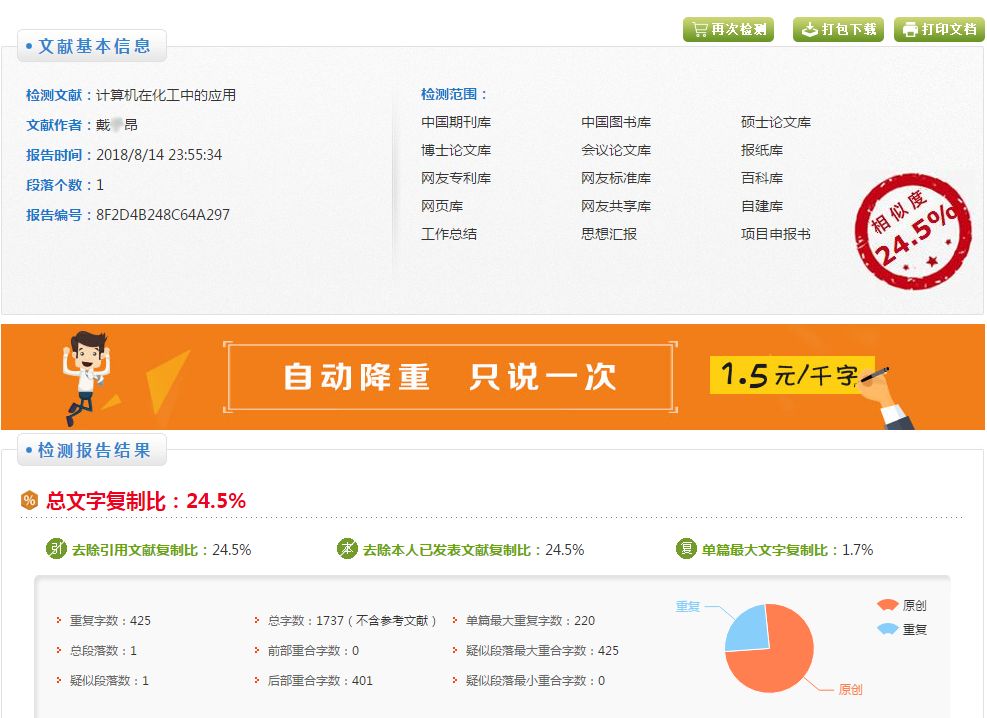 再次检测 打包下载 打印文档
文献基本信息
检测文献：计算机在化工中的应用
文献作者：戴 昂
报告时间：2018/8/14 23:55:34
段落个数：1
报告编号：8F2D4B248C64A297
检测范围：
中国期刊库 中国图书库 硕士论文库
博士论文库 会议论文库 报纸库
网友专利库 网友标准库 百科库
网页库 网友共享库 自建库
工作总结 思想汇报 项目申报书
相似度
24.5%
自动降重 只说一次
1.5元/千字
检测报告结果
% 总文字复制比：24.5%
引 去除引用文献复制比：24.5% 本 去除本人已发表文献复制比：24.5% 复 单篇最大文字复制比：1.7%
重复字数：425 总字数：1737（不含参考文献） 单篇最大重复字数：220
总段落数：1 前部重合字数：0 疑似段落最大重合字数：425
疑似段落数：1 后部重合字数：401 疑似段落最小重合字数：0
重复
原创
原创
重复